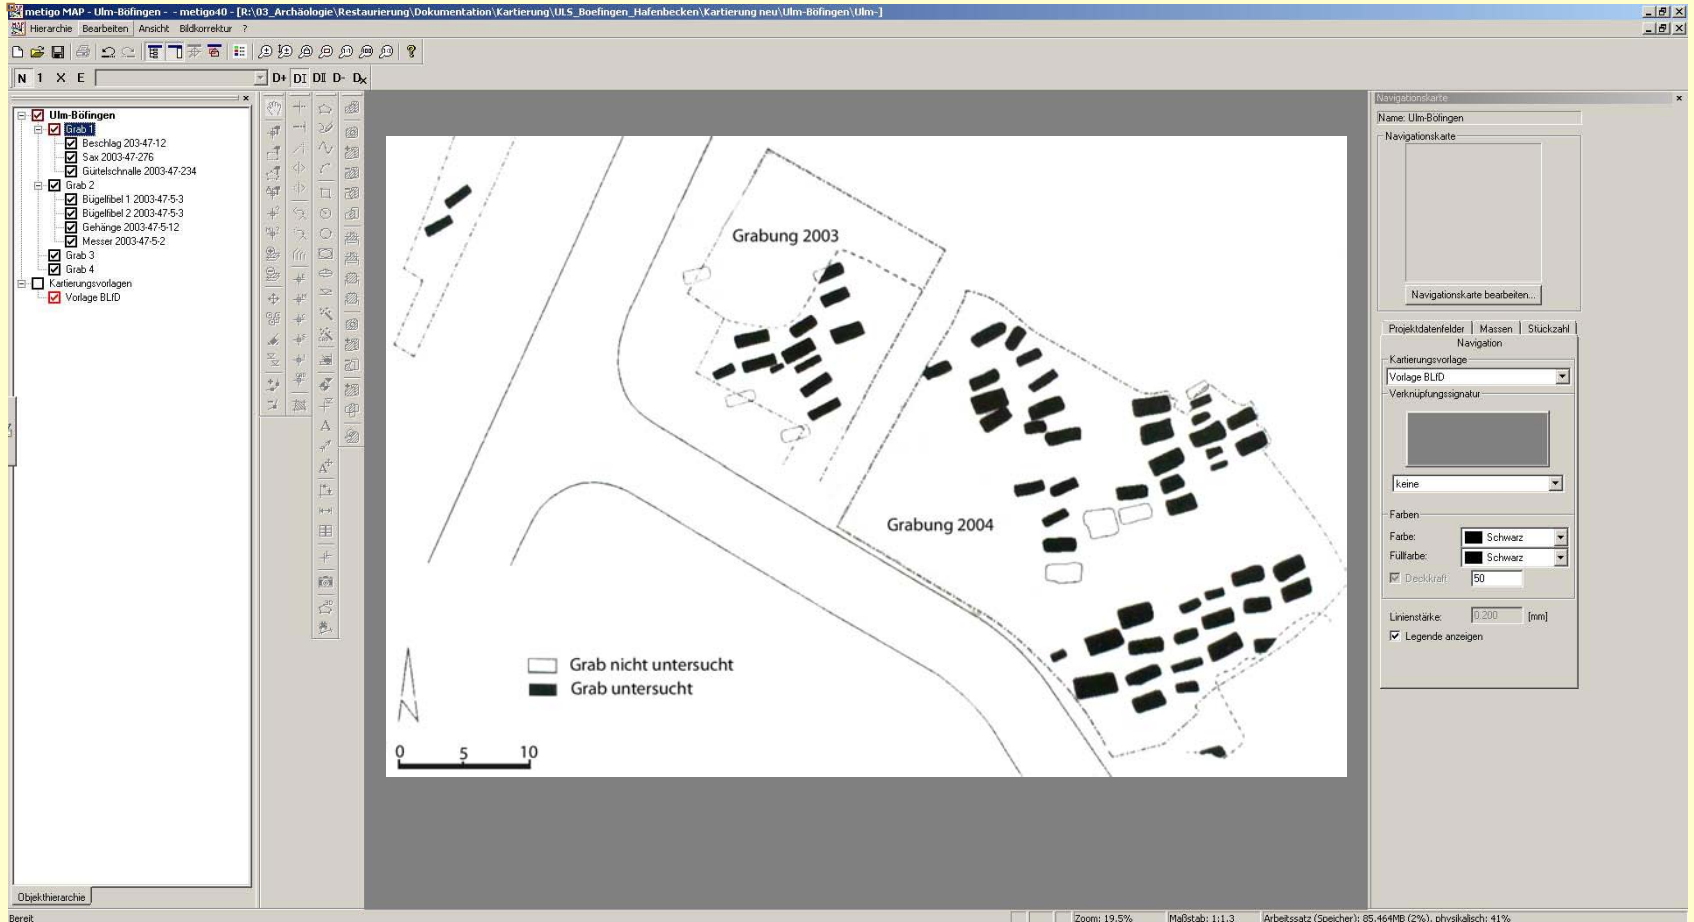 metigo MAP - Ulm-Böfingen - - metigo40 - [R:\03_Archäologie\Restaurierung\Dokumentation\Kartierung\ULS_Boefingen_Hafenbecken\Kartierung neu\Ulm-Böfingen\Ulm-]
Hierarchie Bearbeiten Ansicht Bildkorrektur ?
N 1 X E D+ DI DII D- Dx
Ulm-Böfingen
Grab 1
Beschlag 203-47-12
Sax 2003-47-276
Gürtelschnalle 2003-47-234
Grab 2
Bügelfibel 1 2003-47-5-3
Bügelfibel 2 2003-47-5-3
Gehänge 2003-47-5-12
Messer 2003-47-5-2
Grab 3
Grab 4
Kartierungsvorlagen
Vorlage BLfD
Objekthierarchie
Grabung 2003
Grabung 2004
Grab nicht untersucht
Grab untersucht
0 5 10
Navigationskarte
Name: Ulm-Böfingen
Navigationskarte
Navigationskarte bearbeiten...
Projektdatenfelder Massen Stückzahl
Navigation
Kartierungsvorlage
Vorlage BLfD
Verknüpfungssignatur
keine
Farben
Farbe: Schwarz
Füllfarbe: Schwarz
Deckkraft 50
Linienstärke: 0.200 [mm]
Legende anzeigen
Bereit Zoom: 19.5% Maßstab: 1:1.3 Arbeitssatz (Speicher): 85.464MB (2%), physikalisch: 41%